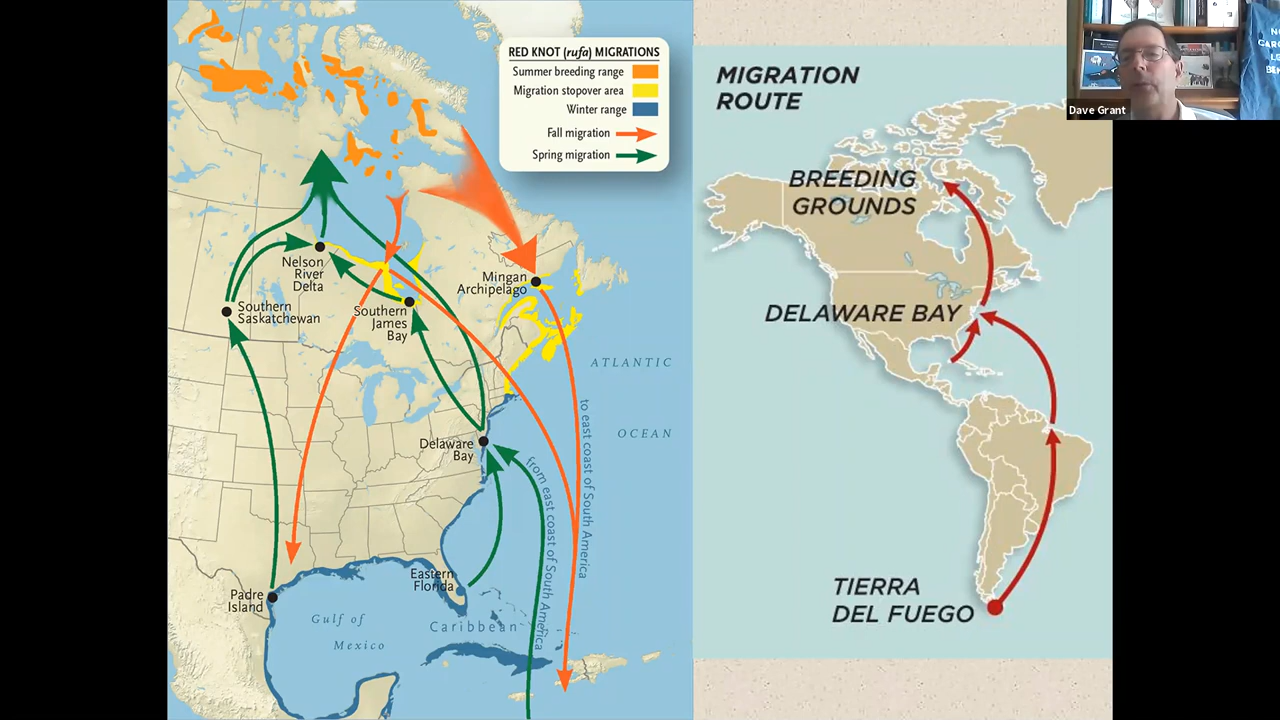 RED KNOT (rufa) MIGRATIONS
Summer breeding range
Migration stopover area
Winter range
Fall migration
Spring migration
Nelson
River
Delta
Southern
Saskatchewan
Southern
James
Bay
Mingan
Archipelago
ATLANTIC
OCEAN
Delaware
Bay
to east coast of South America
from east coast of South America
Eastern
Florida
Padre
Island
Gulf of
Mexico
Caribbean
MIGRATION
ROUTE
BREEDING
GROUNDS
DELAWARE BAY
TIERRA
DEL FUEGO
Dave Grant